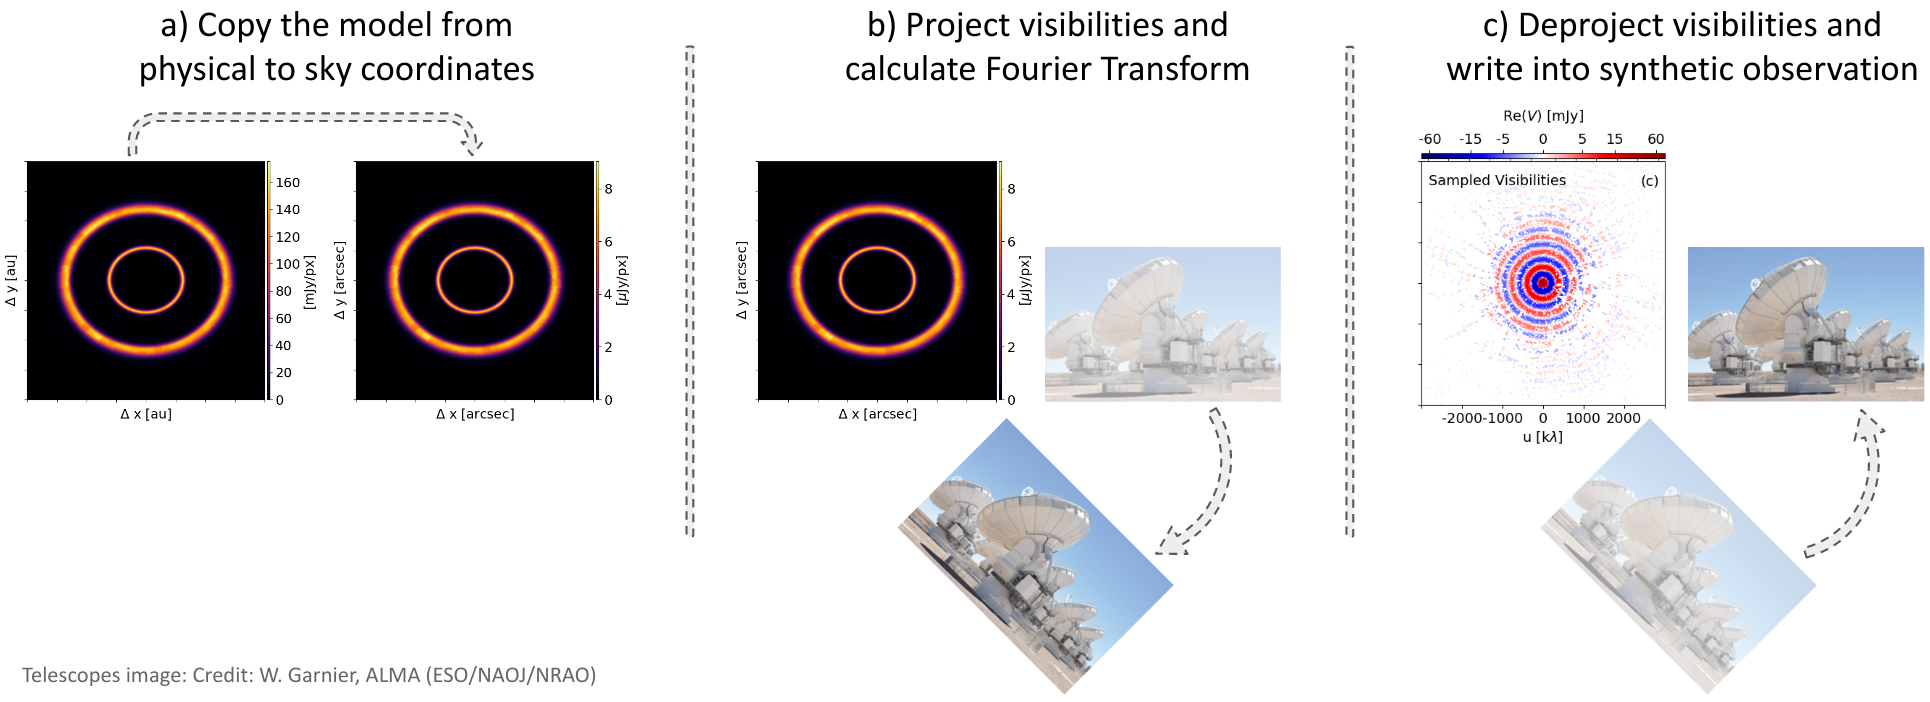 a) Copy the model from
physical to sky coordinates
160
140
120
100
80
60
40
20
0
[mJy/px]
Δ y [au]
Δ x [au]
8
6
4
2
0
[μJy/px]
Δ y [arcsec]
Δ x [arcsec]
b) Project visibilities and
calculate Fourier Transform
8
6
4
2
0
[μJy/px]
Δ y [arcsec]
Δ x [arcsec]
c) Deproject visibilities and
write into synthetic observation
Re(V) [mJy]
-60 -15 -5 0 5 15 60
Sampled Visibilities (c)
-2000 -1000 0 1000 2000
u [kλ]
Telescopes image: Credit: W. Garnier, ALMA (ESO/NAOJ/NRAO)